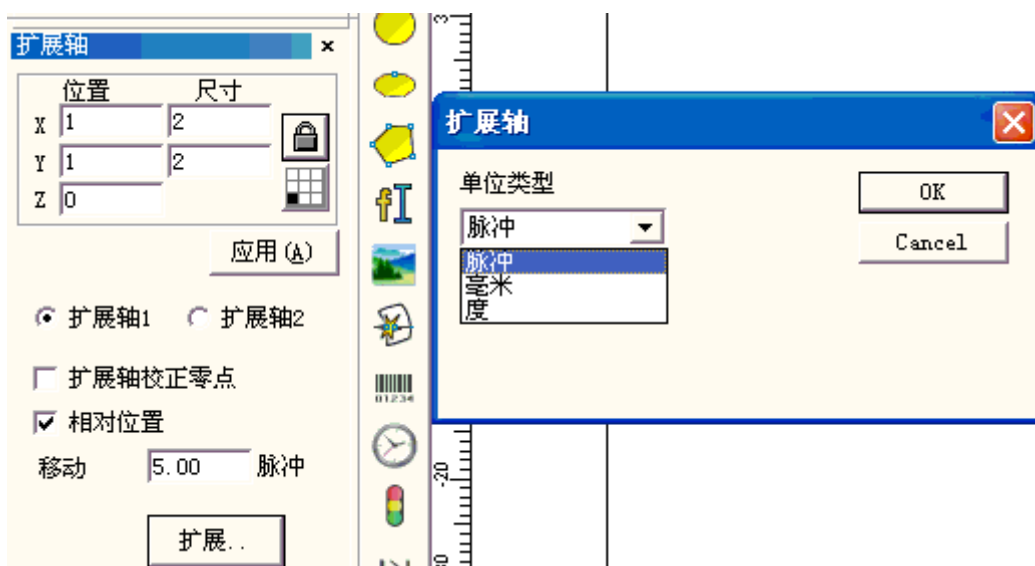 扩展轴
×
位置 尺寸
X 1 2
Y 1 2
Z 0
应用(A)
扩展轴1 扩展轴2
扩展轴校正零点
相对位置
移动 5.00 脉冲
扩展..
01234
-20
扩展轴
单位类型
脉冲
脉冲
毫米
度
OK
Cancel